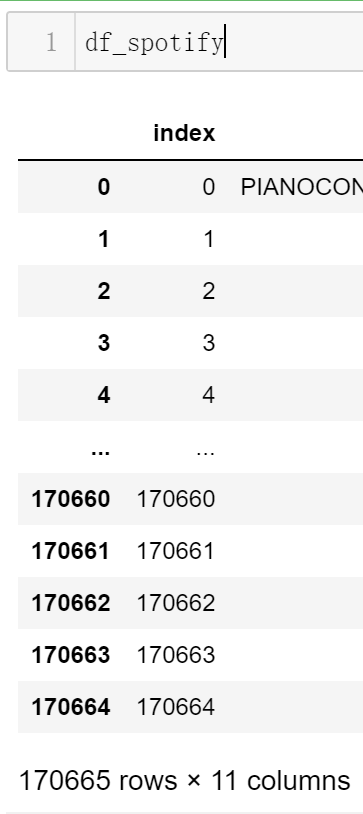 1 df_spotify
index
0 0 PIANOCON
1 1
2 2
3 3
4 4
... ...
170660 170660
170661 170661
170662 170662
170663 170663
170664 170664
170665 rows × 11 columns